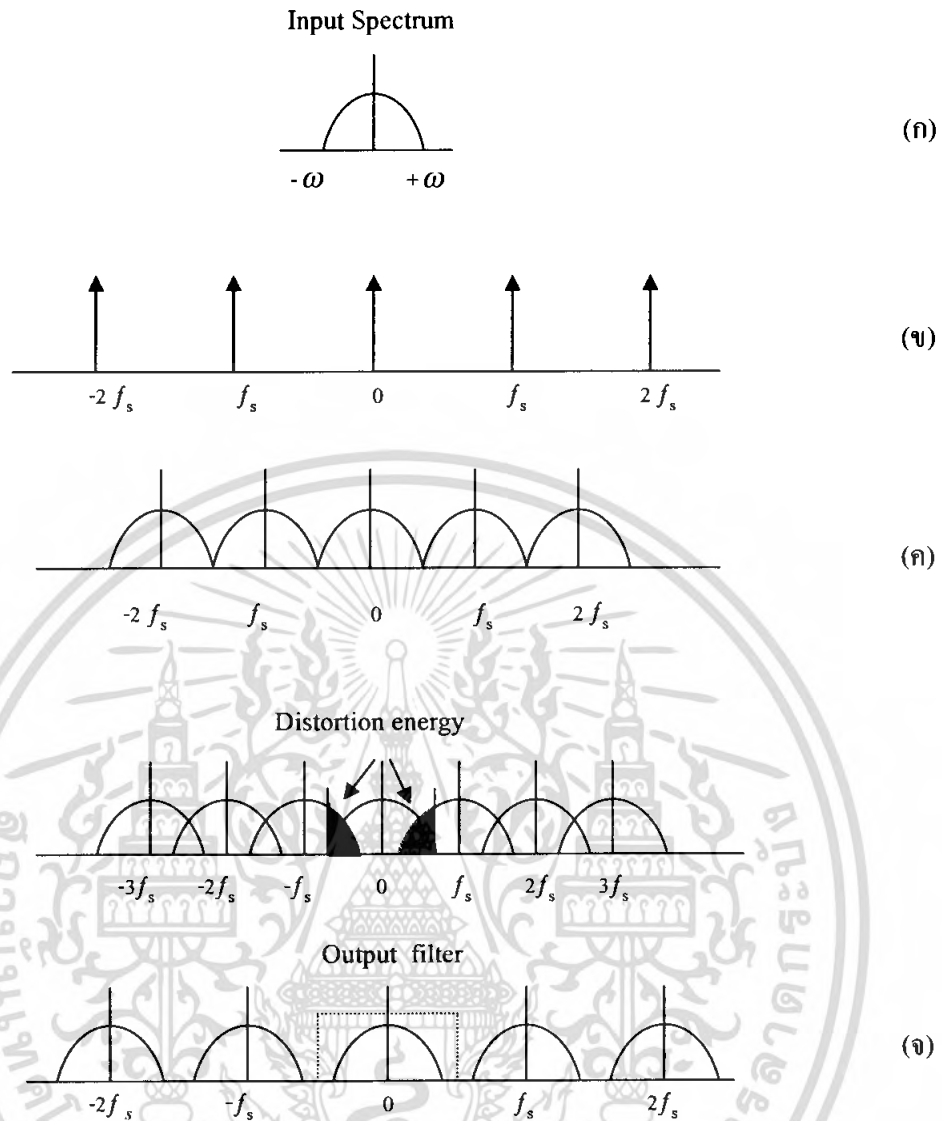 Input Spectrum
(ก)
-ω +ω
(ข)
-2 fs fs 0 fs 2 fs
(ค)
-2 fs fs 0 fs 2 fs
Distortion energy
-3fs -2fs -fs 0 fs 2fs 3fs
Output filter
(จ)
-2fs -fs 0 fs 2fs